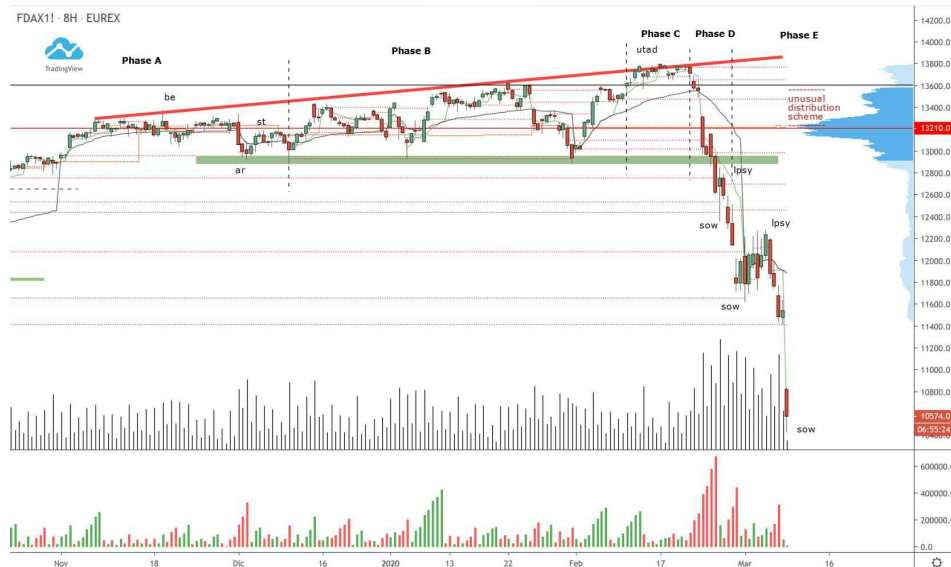 FDAX1! · 8H · EUREX
TradingView
Phase A
Phase B
Phase C
Phase D
Phase E
utad
be
st
ar
lpsy
sow
sow
lpsy
sow
unusual
distribution
scheme
14200.0
14000.0
13800.0
13600.0
13400.0
13210.0
13000.0
12800.0
12600.0
12400.0
12200.0
12000.0
11800.0
11600.0
11400.0
11200.0
11000.0
10800.0
10574.0
06:55:24
600000.
400000.
200000.
0.0
Nov
18
Dic
16
2020
13
22
Feb
17
Mar
16